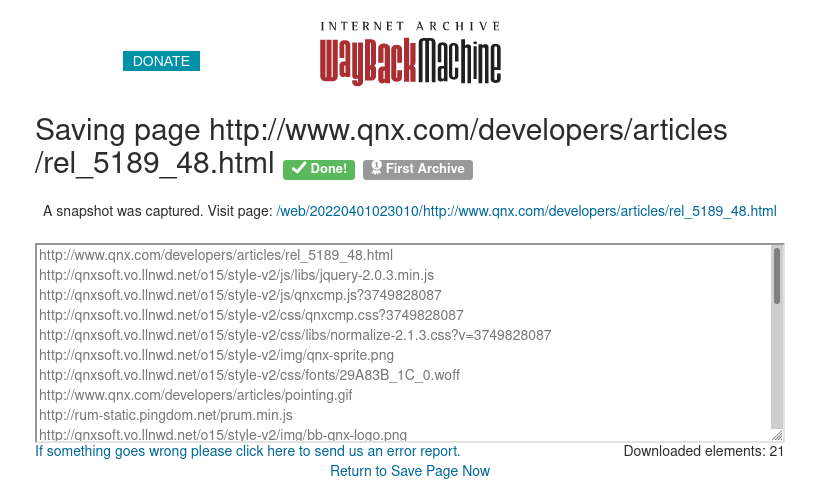 INTERNET ARCHIVE
DONATE
WayBackMachine
Saving page http://www.qnx.com/developers/articles
/rel_5189_48.html Done! First Archive
A snapshot was captured. Visit page: /web/20220401023010/http://www.qnx.com/developers/articles/rel_5189_48.html
http://www.qnx.com/developers/articles/rel_5189_48.html
http://qnxsoft.vo.llnwd.net/o15/style-v2/js/libs/jquery-2.0.3.min.js
http://qnxsoft.vo.llnwd.net/o15/style-v2/js/qnxcmp.js?3749828087
http://qnxsoft.vo.llnwd.net/o15/style-v2/css/qnxcmp.css?3749828087
http://qnxsoft.vo.llnwd.net/o15/style-v2/css/libs/normalize-2.1.3.css?v=3749828087
http://qnxsoft.vo.llnwd.net/o15/style-v2/img/qnx-sprite.png
http://qnxsoft.vo.llnwd.net/o15/style-v2/css/fonts/29A83B_1C_0.woff
http://www.qnx.com/developers/articles/pointing.gif
http://rum-static.pingdom.net/prum.min.js
http://qnxsoft.vo.llnwd.net/o15/style-v2/img/bb-qnx-logo.png
If something goes wrong please click here to send us an error report. Downloaded elements: 21
Return to Save Page Now